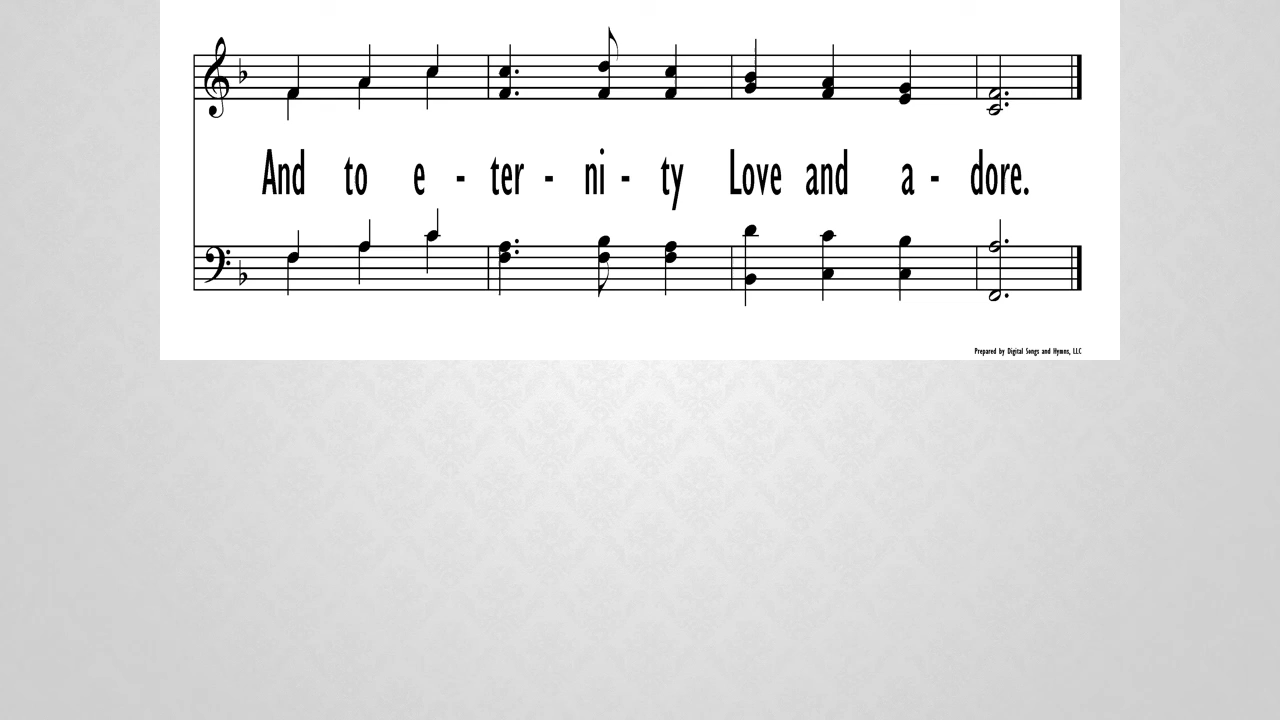 And to e - ter - ni - ty Love and a - dore.
Prepared by Digital Songs and Hymns, LLC